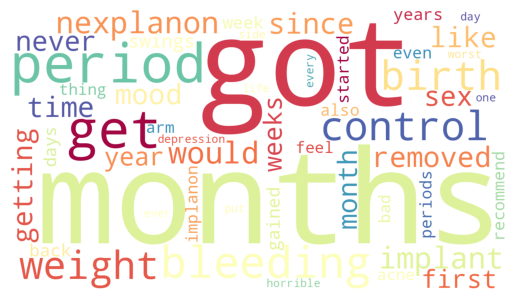 years day
nexplanon since week
never swings side like
period got even birth
thing mood started every worst
time also sex one
get arm weeks control
days depression feel
getting year would removed
months month periods recommend
implanon gained bad
back put implant
weight bleeding acne first
horrible